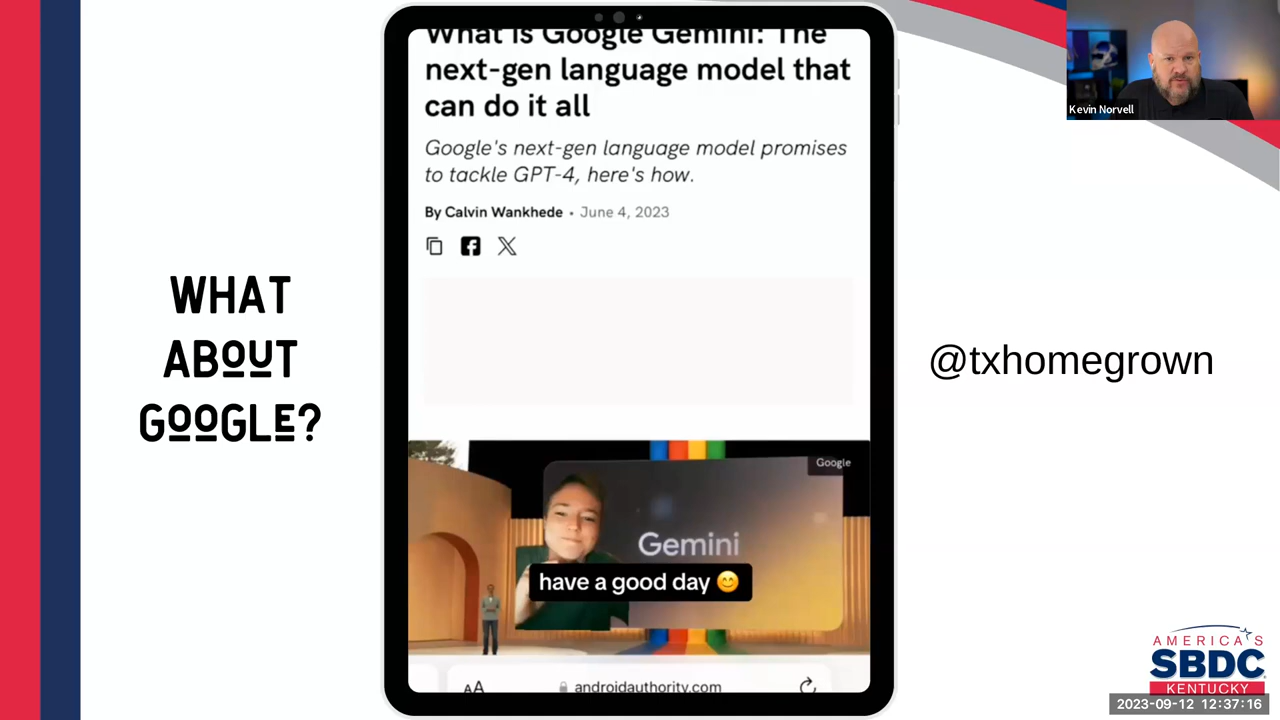 WHAT
ABOUT
GOOGLE?
What is Google Gemini: The
next-gen language model that
can do it all
Google's next-gen language model promises
to tackle GPT-4, here's how.
By Calvin Wankhede • June 4, 2023
Google
Gemini
have a good day 😊
AA
androidauthority.com
@txhomegrown
Kevin Norvell
AMERICA'S
SBDC
KENTUCKY
2023-09-12 12:37:16